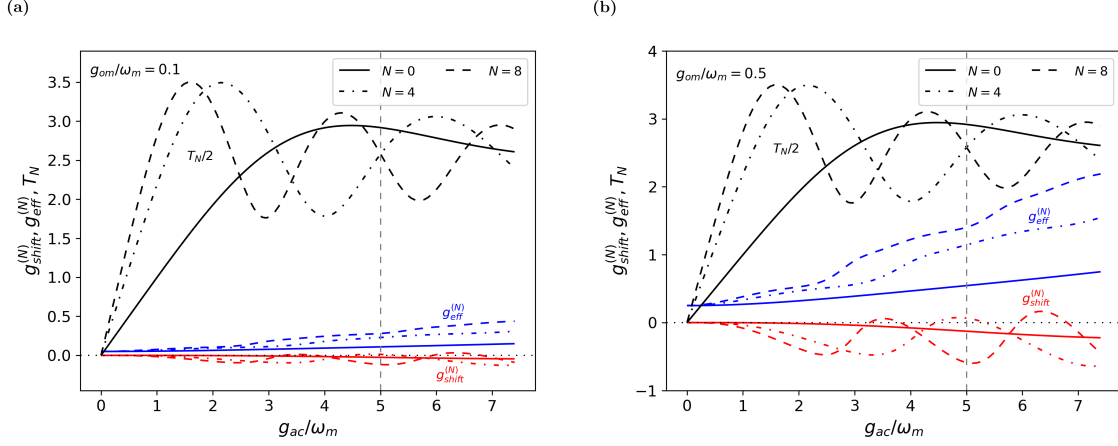 (a)
g_om/ω_m = 0.1
N = 0
N = 4
N = 8
T_N/2
g_eff^(N)
g_shift^(N)
g_shift^(N), g_eff^(N), T_N
3.5
3.0
2.5
2.0
1.5
1.0
0.5
0.0
0 1 2 3 4 5 6 7
g_ac/ω_m
(b)
g_om/ω_m = 0.5
N = 0
N = 4
N = 8
T_N/2
g_eff^(N)
g_shift^(N)
g_shift^(N), g_eff^(N), T_N
4
3
2
1
0
−1
0 1 2 3 4 5 6 7
g_ac/ω_m